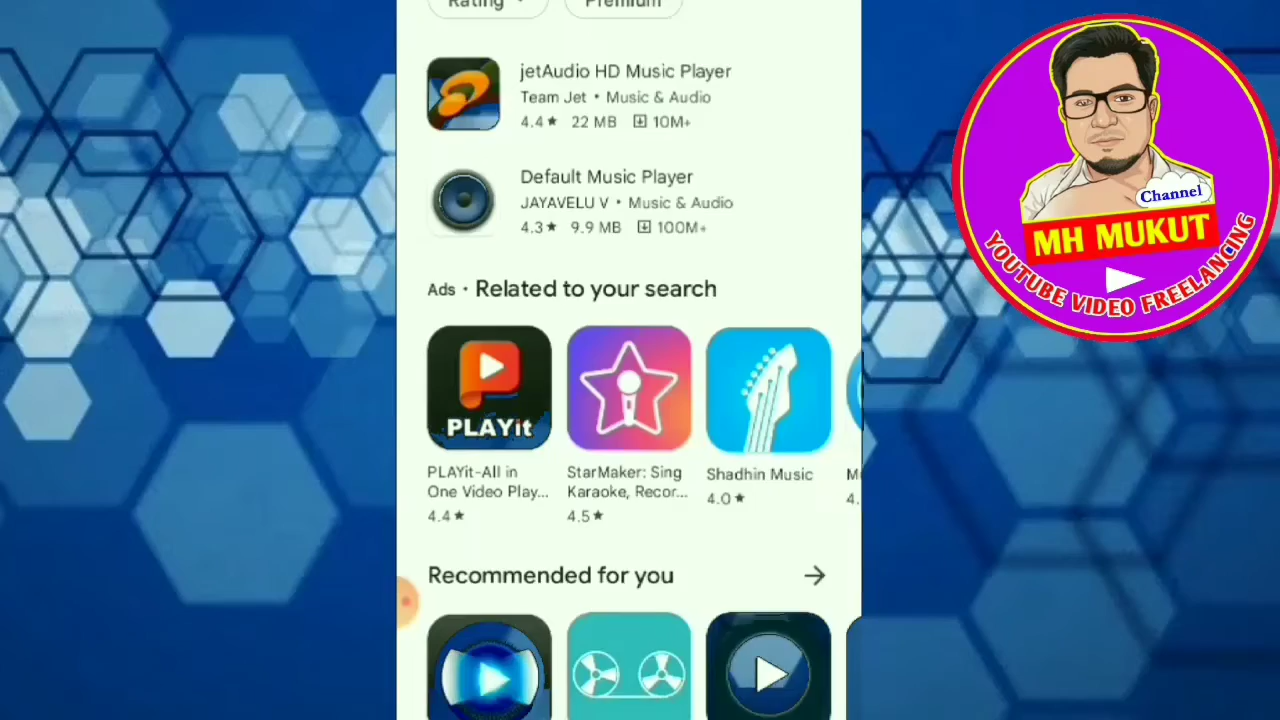 Rating
Premium
jetAudio HD Music Player
Team Jet • Music & Audio
4.4★ 22 MB 10M+
Default Music Player
JAYAVELU V • Music & Audio
4.3★ 9.9 MB 100M+
Ads • Related to your search
PLAYit
PLAYit-All in
One Video Play...
4.4★
StarMaker: Sing
Karaoke, Recor...
4.5★
Shadhin Music
4.0★
M
4.
Recommended for you
Channel
MH MUKUT
YOUTUBE VIDEO FREELANCING